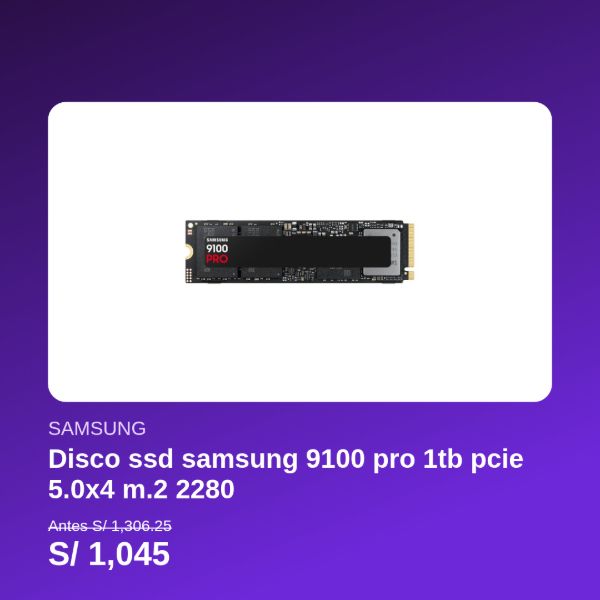 SAMSUNG
9100
PRO
SAMSUNG
Disco ssd samsung 9100 pro 1tb pcie
5.0x4 m.2 2280
Antes S/ 1,306.25
S/ 1,045